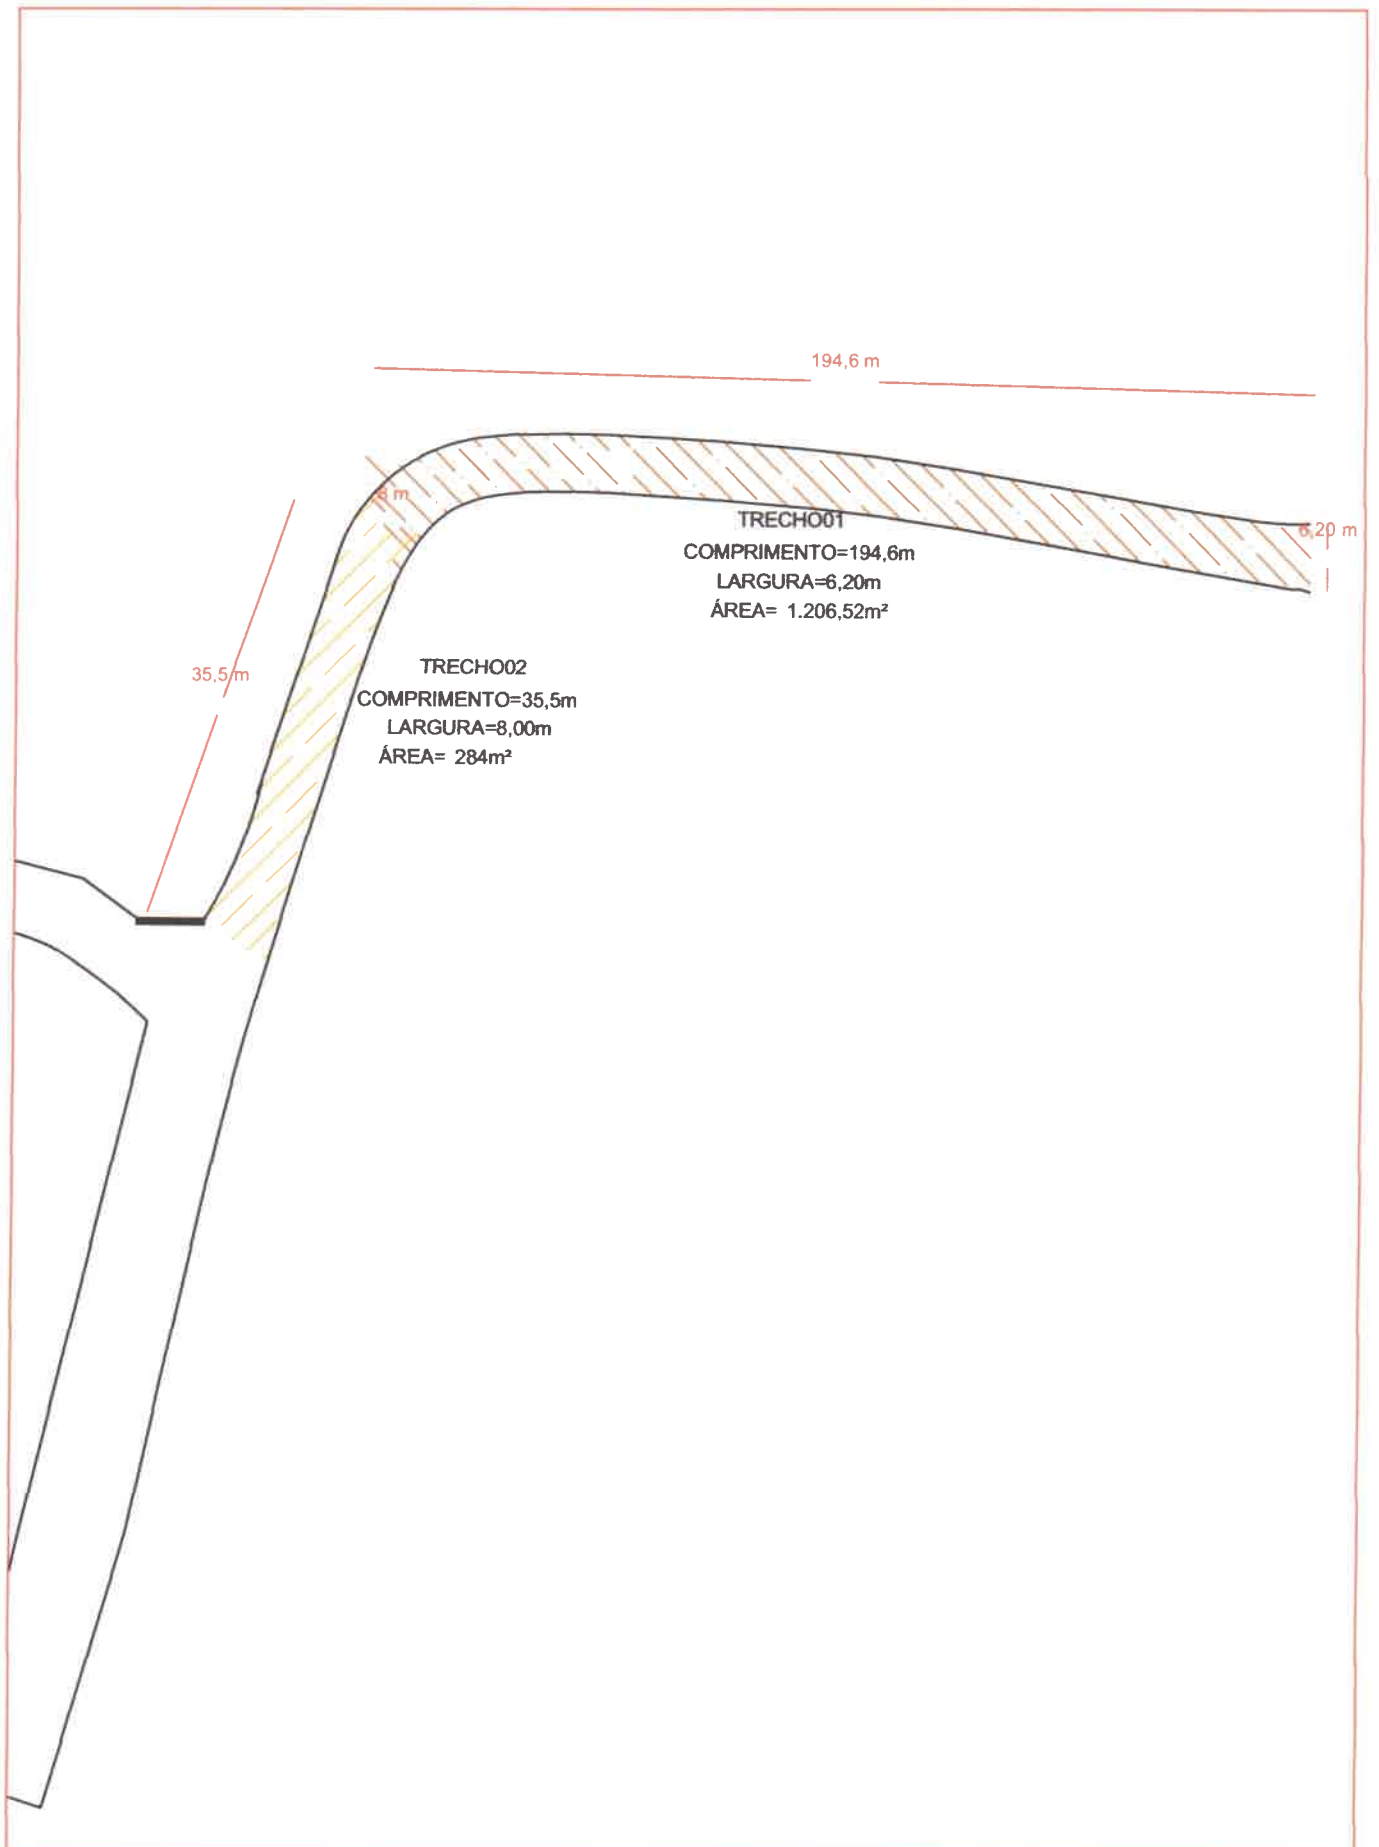 194,6 m
8 m
6,20 m
TRECHO01
COMPRIMENTO=194,6m
LARGURA=6,20m
ÁREA= 1.206,52m²
35,5 m
TRECHO02
COMPRIMENTO=35,5m
LARGURA=8,00m
ÁREA= 284m²